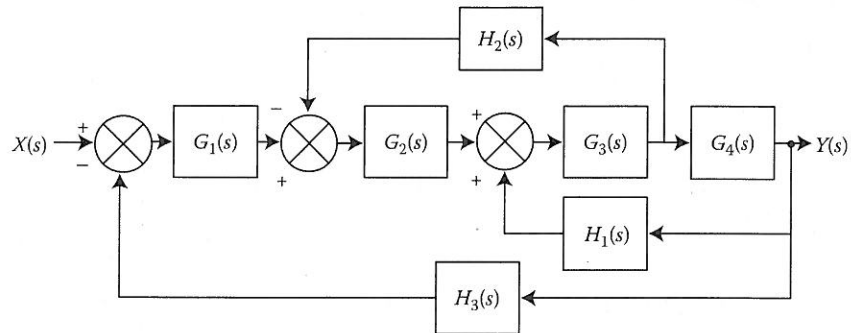 H₂(s)
−
+
+
X(s)
G₁(s)
G₂(s)
G₃(s)
G₄(s)
Y(s)
−
+
+
H₁(s)
H₃(s)